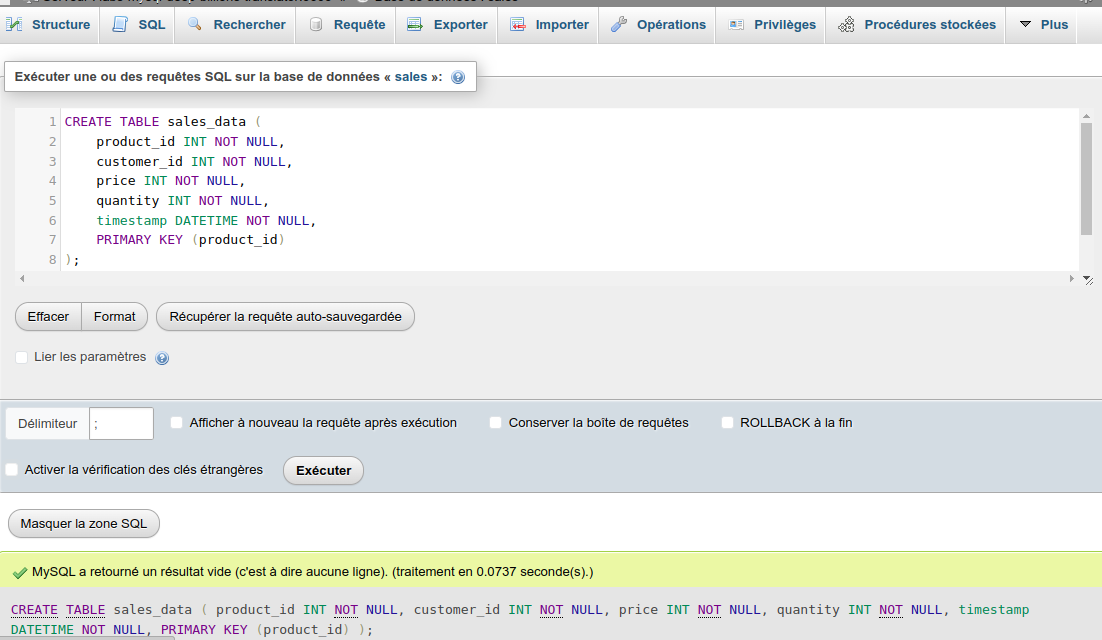 Structure SQL Rechercher Requête Exporter Importer Opérations Privilèges Procédures stockées Plus
Exécuter une ou des requêtes SQL sur la base de données « sales »:
1 CREATE TABLE sales_data (
2 product_id INT NOT NULL,
3 customer_id INT NOT NULL,
4 price INT NOT NULL,
5 quantity INT NOT NULL,
6 timestamp DATETIME NOT NULL,
7 PRIMARY KEY (product_id)
8 );
Effacer Format Récupérer la requête auto-sauvegardée
Lier les paramètres
Délimiteur ; Afficher à nouveau la requête après exécution Conserver la boîte de requêtes ROLLBACK à la fin
Activer la vérification des clés étrangères Exécuter
Masquer la zone SQL
MySQL a retourné un résultat vide (c'est à dire aucune ligne). (traitement en 0.0737 seconde(s).)
CREATE TABLE sales_data ( product_id INT NOT NULL, customer_id INT NOT NULL, price INT NOT NULL, quantity INT NOT NULL, timestamp
DATETIME NOT NULL, PRIMARY KEY (product_id) );